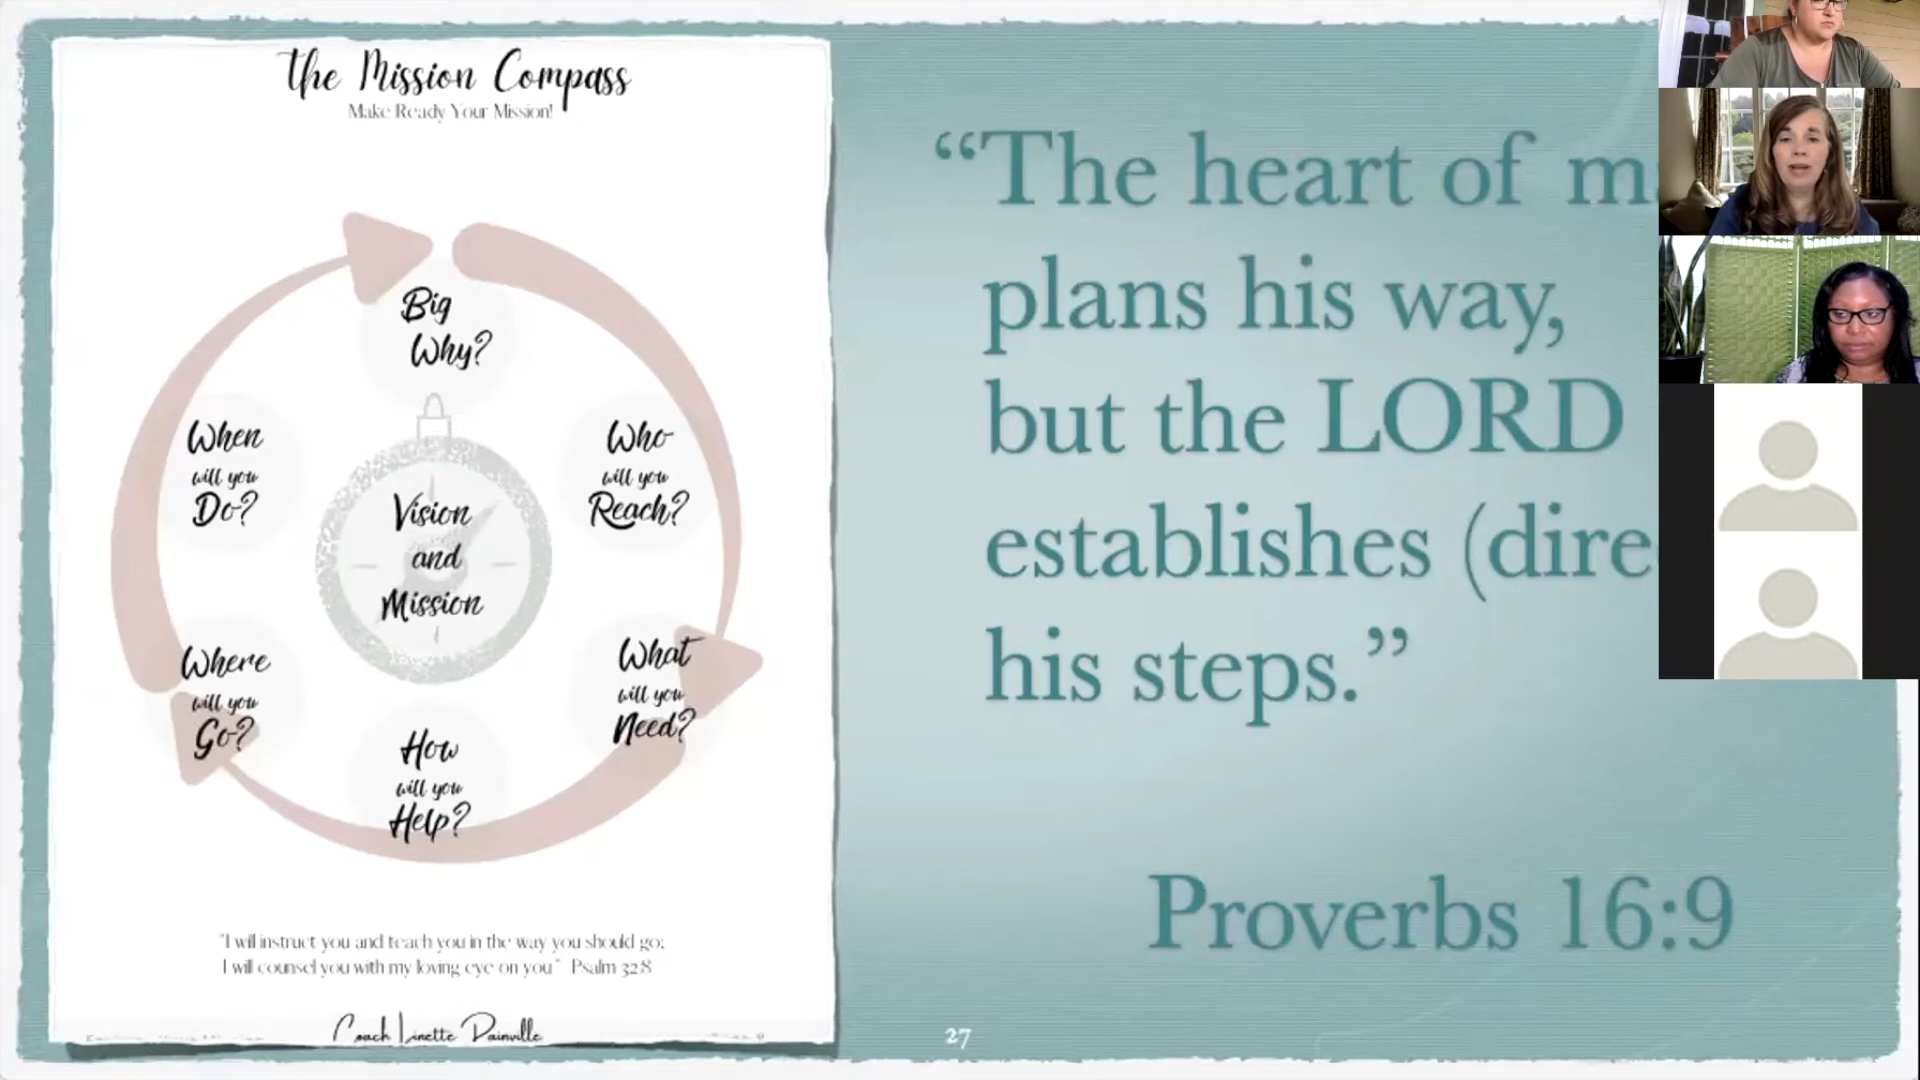 the Mission Compass
Make Ready Your Mission!
Big
Why?
Who
will you
Reach?
What
will you
Need?
How
will you
Help?
Where
will you
Go?
When
will you
Do?
Vision
and
Mission
"I will instruct you and teach you in the way you should go;
I will counsel you with my loving eye on you" Psalm 32:8
Coach Linette Rainville
“The heart of m
plans his way,
but the LORD
establishes (dire
his steps.”
Proverbs 16:9
27